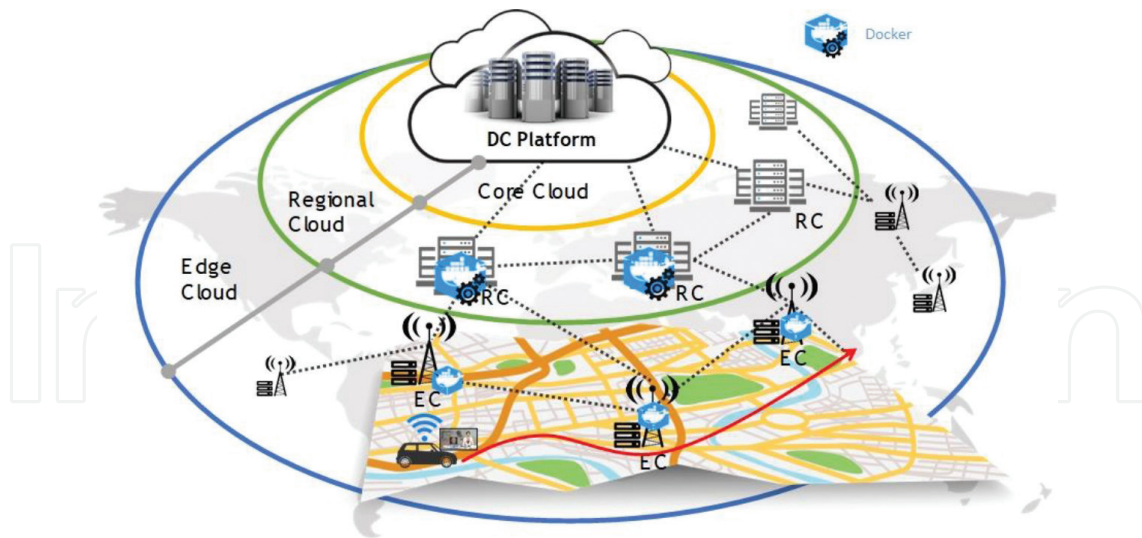 Docker
DC Platform
Core Cloud
Regional
Cloud
RC
Edge
Cloud
RC
RC
EC
EC
EC